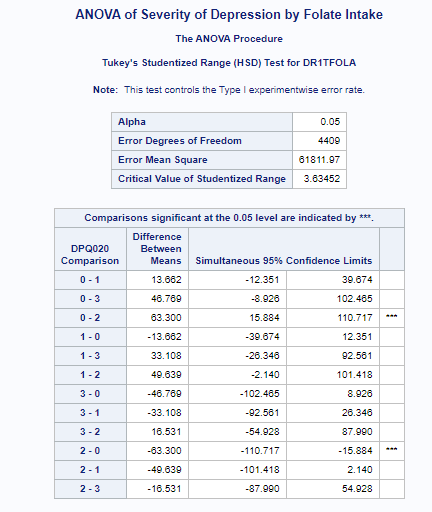 ANOVA of Severity of Depression by Folate Intake
The ANOVA Procedure
Tukey's Studentized Range (HSD) Test for DR1TFOLA
Note: This test controls the Type I experimentwise error rate.
Alpha 0.05
Error Degrees of Freedom 4409
Error Mean Square 61811.97
Critical Value of Studentized Range 3.63452
Comparisons significant at the 0.05 level are indicated by ***.
DPQ020 Comparison Difference Between Means Simultaneous 95% Confidence Limits
0 - 1 13.662 -12.351 39.674
0 - 3 46.769 -8.926 102.465
0 - 2 63.300 15.884 110.717 ***
1 - 0 -13.662 -39.674 12.351
1 - 3 33.108 -26.346 92.561
1 - 2 49.639 -2.140 101.418
3 - 0 -46.769 -102.465 8.926
3 - 1 -33.108 -92.561 26.346
3 - 2 16.531 -54.928 87.990
2 - 0 -63.300 -110.717 -15.884 ***
2 - 1 -49.639 -101.418 2.140
2 - 3 -16.531 -87.990 54.928